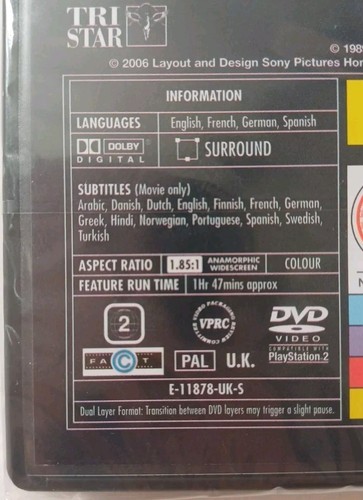 TRI
STAR
© 198
© 2006 Layout and Design Sony Pictures Hom
INFORMATION
LANGUAGES English, French, German, Spanish
DOLBY
DIGITAL
SURROUND
SUBTITLES (Movie only)
Arabic, Danish, Dutch, English, Finnish, French, German,
Greek, Hindi, Norwegian, Portuguese, Spanish, Swedish,
Turkish
ASPECT RATIO 1.85:1 ANAMORPHIC WIDESCREEN COLOUR
FEATURE RUN TIME 1Hr 47mins approx
2
VPRC
DVD
VIDEO
COMPATIBLE WITH
PlayStation.2
FACT
PAL U.K.
E-11878-UK-S
Dual Layer Format: Transition between DVD layers may trigger a slight pause.